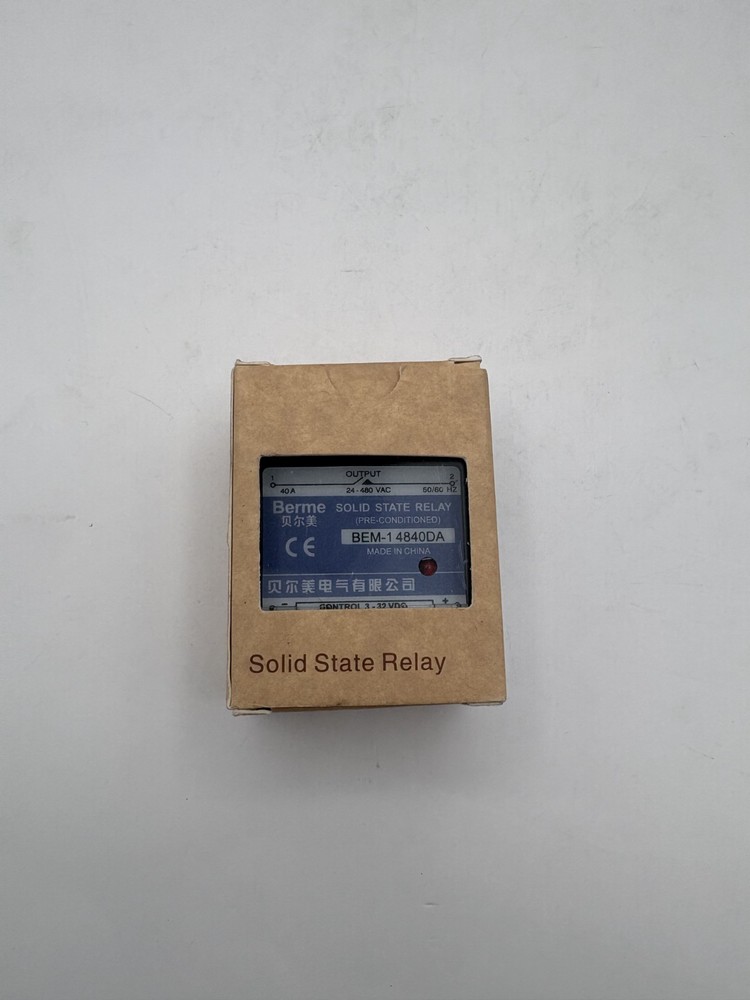 OUTPUT
1 2
40 A 24-480 VAC 50/60 HZ
Berme SOLID STATE RELAY
贝尔美 (PRE-CONDITIONED)
BEM-1 4840DA
CE MADE IN CHINA
贝尔美电气有限公司
- CONTROL 3 - 32 VDC +
Solid State Relay